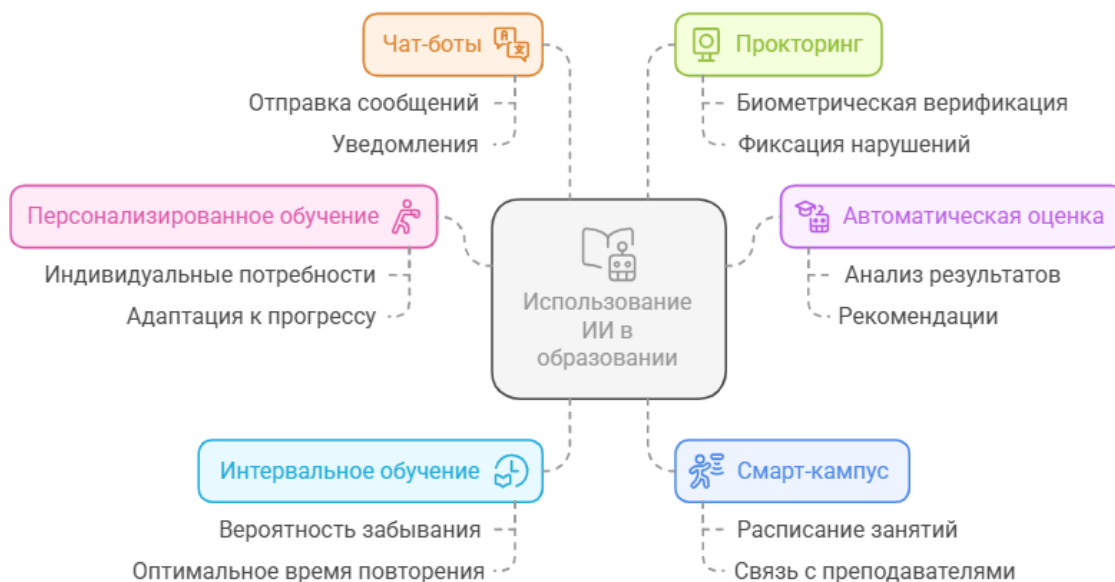 Чат-боты
Отправка сообщений
Уведомления
Прокторинг
Биометрическая верификация
Фиксация нарушений
Персонализированное обучение
Индивидуальные потребности
Адаптация к прогрессу
Автоматическая оценка
Анализ результатов
Рекомендации
Использование
ИИ в
образовании
Интервальное обучение
Вероятность забывания
Оптимальное время повторения
Смарт-кампус
Расписание занятий
Связь с преподавателями